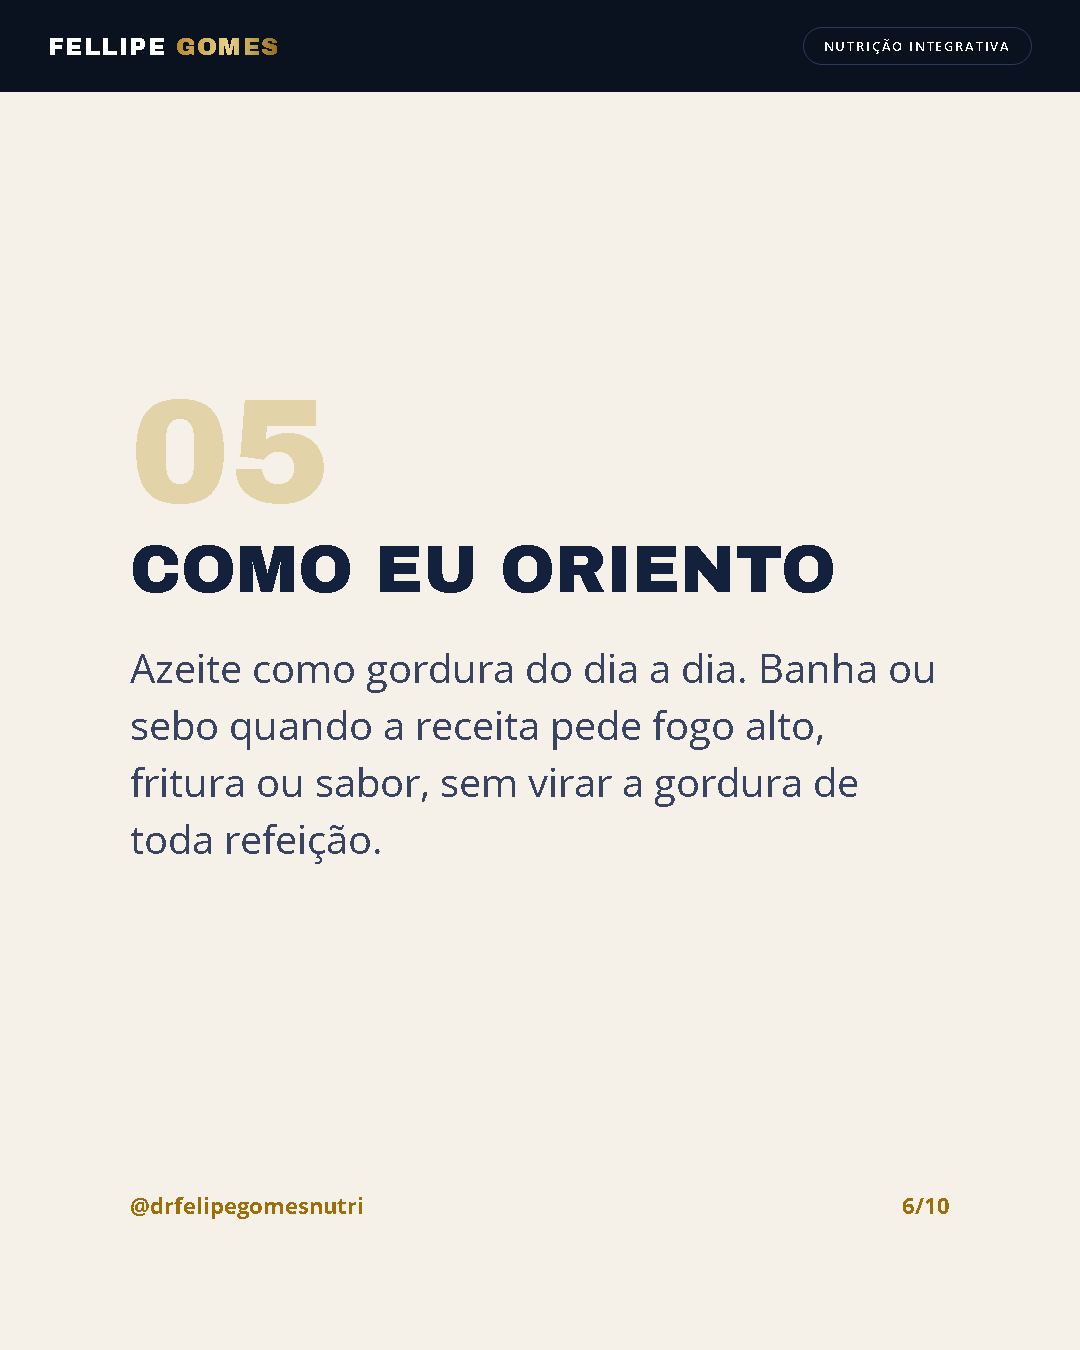 FELLIPE GOMES
NUTRIÇÃO INTEGRATIVA
05
COMO EU ORIENTO
Azeite como gordura do dia a dia. Banha ou
sebo quando a receita pede fogo alto,
fritura ou sabor, sem virar a gordura de
toda refeição.
@drfelipegomesnutri
6/10